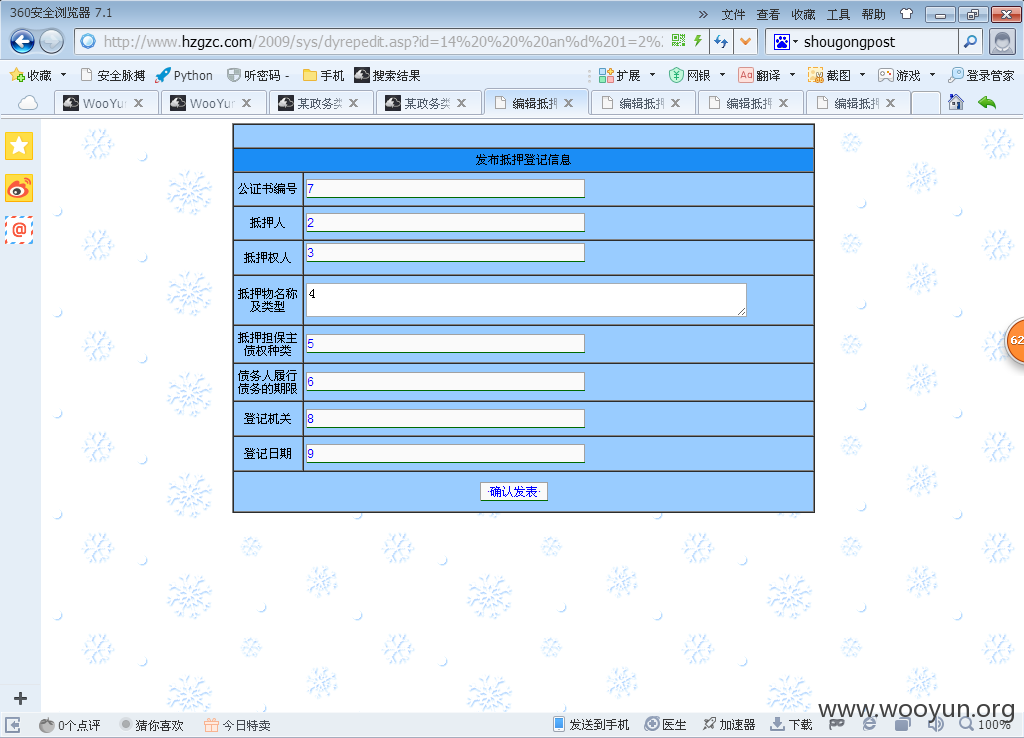 360安全浏览器 7.1
» 文件 查看 收藏 工具 帮助
http://www.hzgzc.com/2009/sys/dyrepedit.asp?id=14%20%20%20an%d%201=2%
shougongpost
收藏 安全脉搏 Python 听密码 - 手机 搜索结果 扩展 网银 Aあ 翻译 截图 游戏 登录管家
WooYu WooYu 某政务类 某政务类 编辑抵押 编辑抵押 编辑抵押 编辑抵押
发布抵押登记信息
公证书编号 7
抵押人 2
抵押权人 3
抵押物名称
及类型 4
抵押担保主
债权种类 5
债务人履行
债务的期限 6
登记机关 8
登记日期 9
·确认发表·
@
62
0个点评 猜你喜欢 今日特卖 发送到手机 医生 加速器 下载 100%
www.wooyun.org